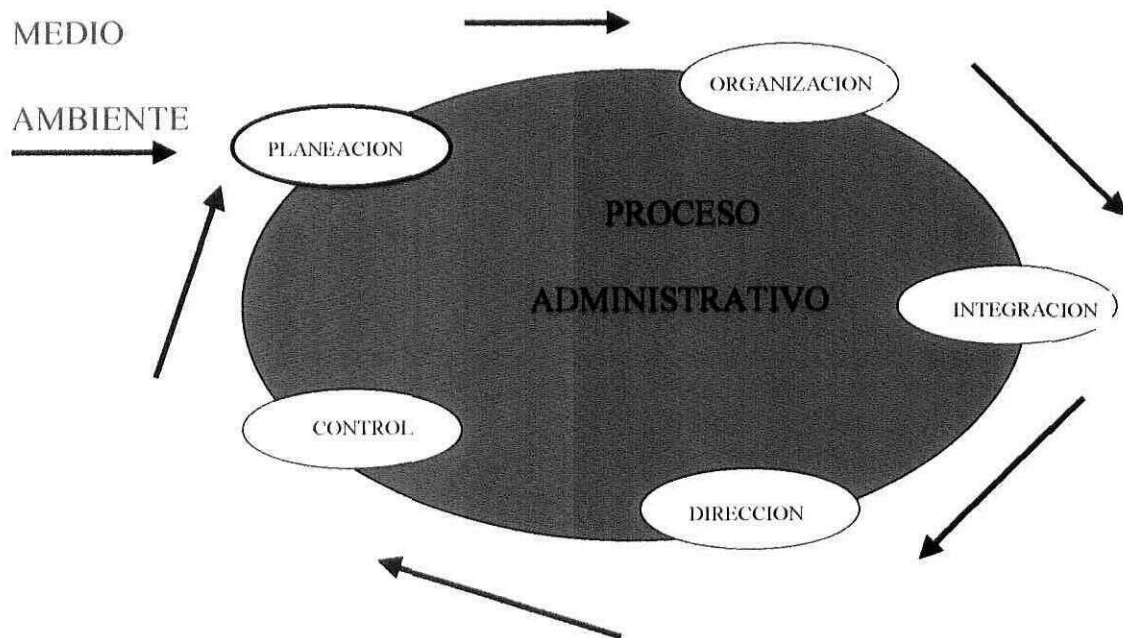 MEDIO
AMBIENTE
ORGANIZACION
PLANEACION
PROCESO
ADMINISTRATIVO
INTEGRACION
CONTROL
DIRECCION